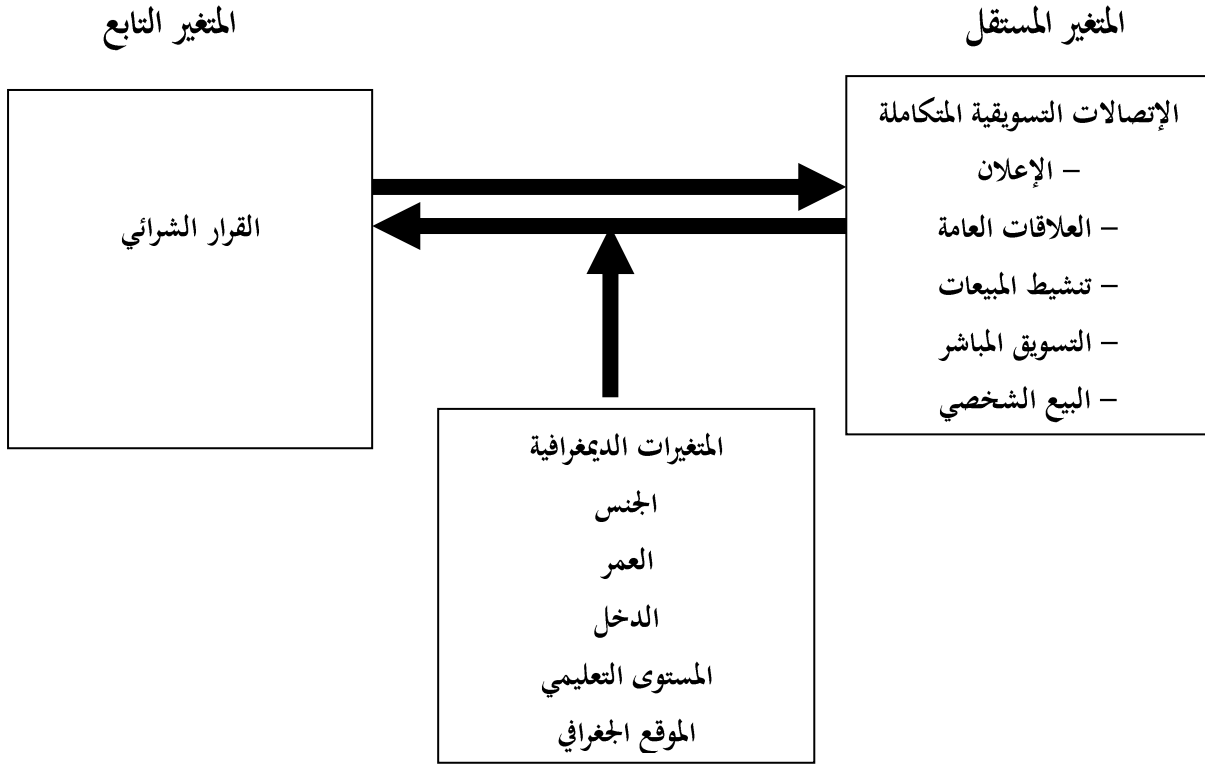 المتغير المستقل
المتغير التابع
الإتصالات التسويقية المتكاملة
– الإعلان
– العلاقات العامة
– تنشيط المبيعات
– التسويق المباشر
– البيع الشخصي
القرار الشرائي
المتغيرات الديمغرافية
الجنس
العمر
الدخل
المستوى التعليمي
الموقع الجغرافي